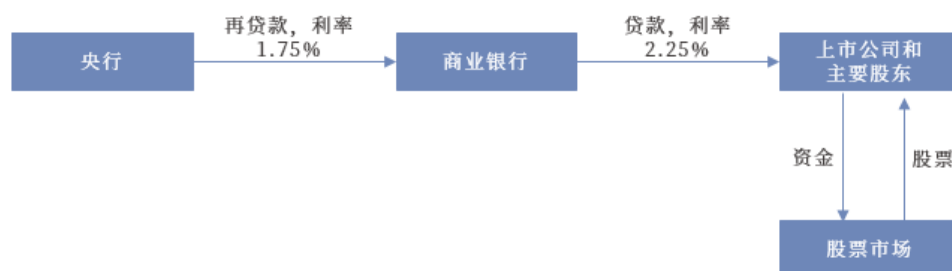 央行
再贷款，利率
1.75%
商业银行
贷款，利率
2.25%
上市公司和
主要股东
资金
股票
股票市场